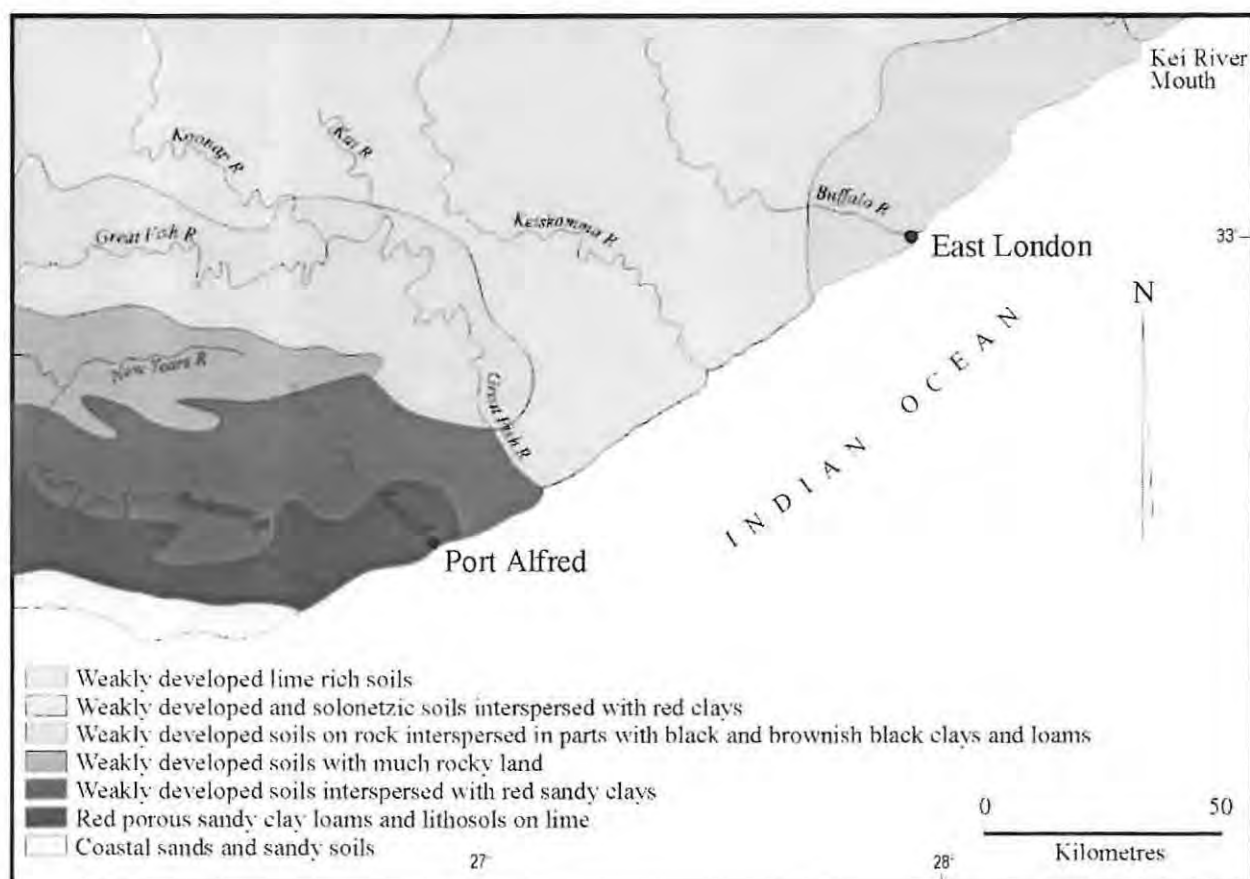 Kei River
Mouth
Koonap R
Kat R
Keiskamma R
Buffalo R
Great Fish R
East London
33°
N
New Years R
Great Fish R
INDIAN OCEAN
Port Alfred
Weakly developed lime rich soils
Weakly developed and solonetzic soils interspersed with red clays
Weakly developed soils on rock interspersed in parts with black and brownish black clays and loams
Weakly developed soils with much rocky land
Weakly developed soils interspersed with red sandy clays
Red porous sandy clay loams and lithosols on lime
Coastal sands and sandy soils
0 50
Kilometres
27°
28°